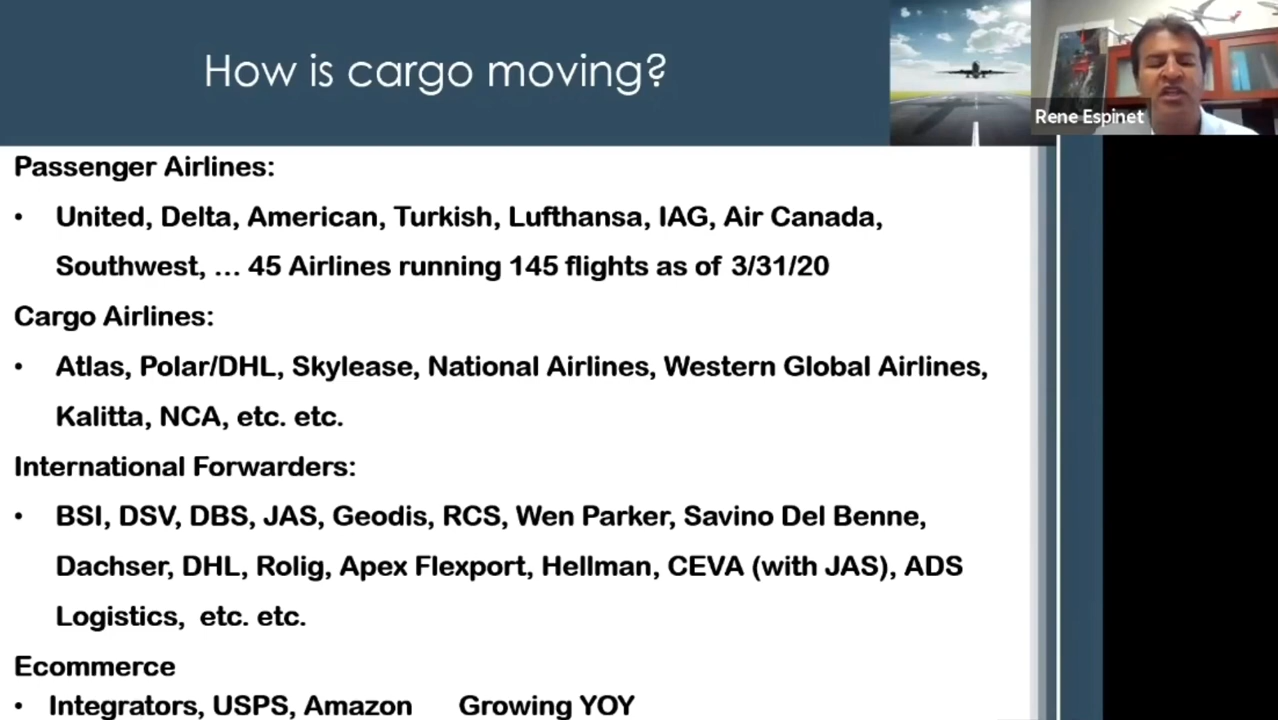 How is cargo moving?
Rene Espinet
Passenger Airlines:
• United, Delta, American, Turkish, Lufthansa, IAG, Air Canada,
Southwest, ... 45 Airlines running 145 flights as of 3/31/20
Cargo Airlines:
• Atlas, Polar/DHL, Skylease, National Airlines, Western Global Airlines,
Kalitta, NCA, etc. etc.
International Forwarders:
• BSI, DSV, DBS, JAS, Geodis, RCS, Wen Parker, Savino Del Benne,
Dachser, DHL, Rolig, Apex Flexport, Hellman, CEVA (with JAS), ADS
Logistics, etc. etc.
Ecommerce
• Integrators, USPS, Amazon Growing YOY